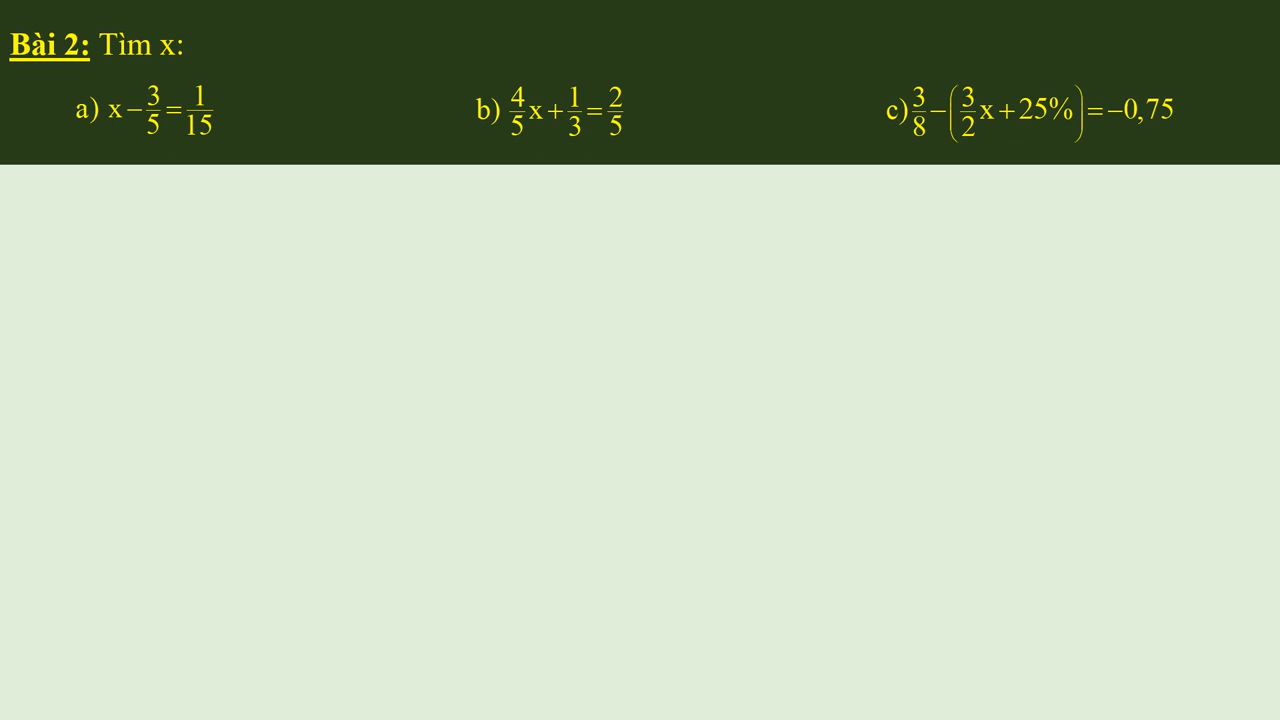 Bài 2: Tìm x:
a) x − 3/5 = 1/15 b) 4/5 x + 1/3 = 2/5 c) 3/8 − (3/2 x + 25%) = −0,75